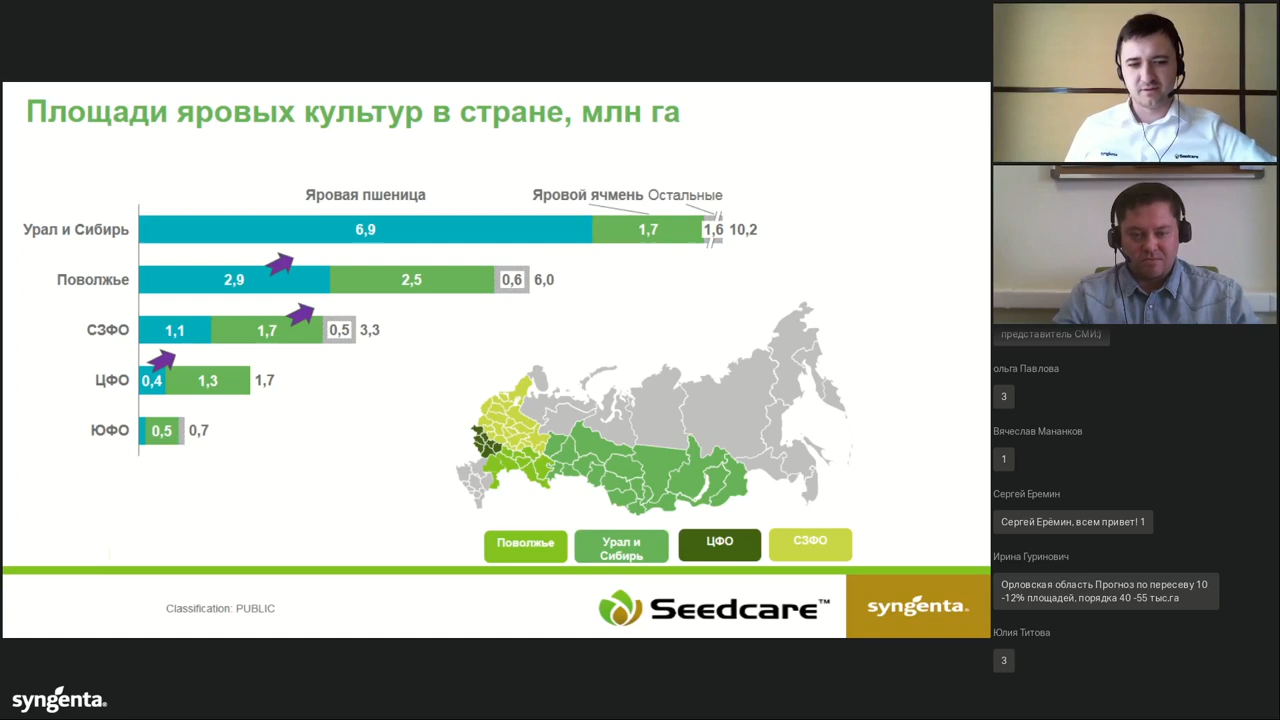 Площади яровых культур в стране, млн га
Яровая пшеница
Яровой ячмень Остальные
Урал и Сибирь 6,9 1,7 1,6 10,2
Поволжье 2,9 2,5 0,6 6,0
СЗФО 1,1 1,7 0,5 3,3
ЦФО 0,4 1,3 1,7
ЮФО 0,5 0,7
Поволжье
Урал и
Сибирь
ЦФО
СЗФО
Classification: PUBLIC
Seedcare™
syngenta.
syngenta.
syngenta
Seedcare
представитель СМИ:)
ольга Павлова
3
Вячеслав Мананков
1
Сергей Еремин
Сергей Ерёмин, всем привет! 1
Ирина Гуринович
Орловская область Прогноз по пересеву 10
-12% площадей, порядка 40 -55 тыс.га
Юлия Титова
3